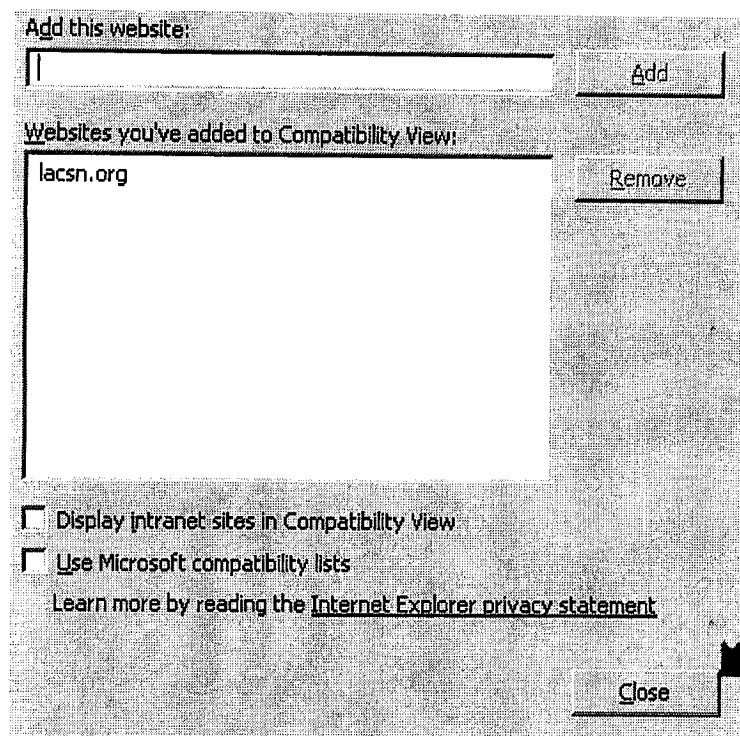 Add this website:
Add
Websites you've added to Compatibility View:
lacsn.org
Remove
Display intranet sites in Compatibility View
Use Microsoft compatibility lists
Learn more by reading the Internet Explorer privacy statement
Close